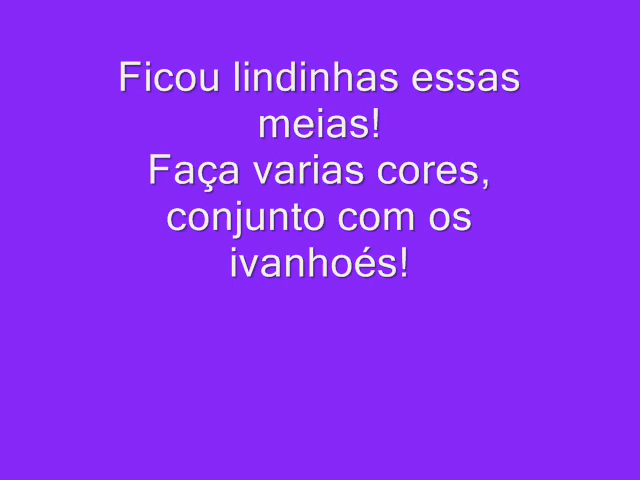 Ficou lindinhas essas
meias!
Faça varias cores,
conjunto com os
ivanhoés!